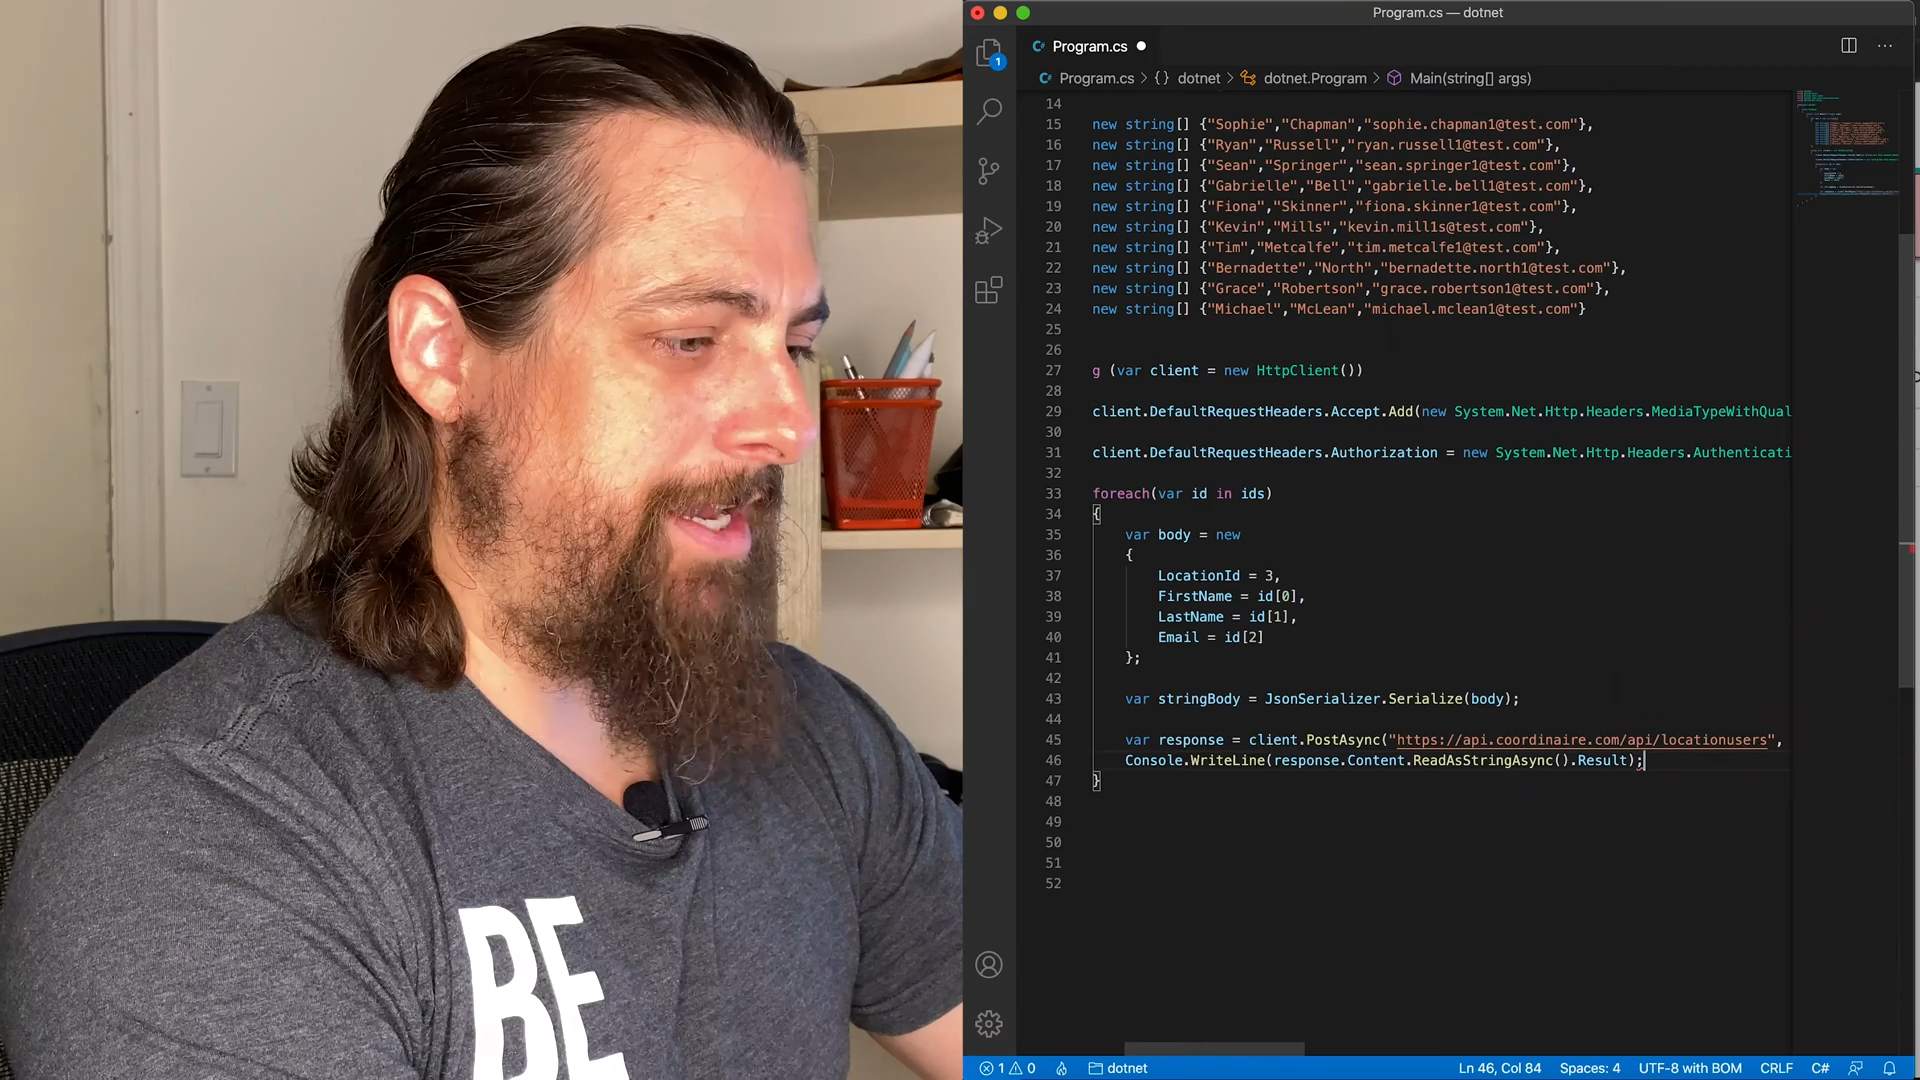 BE
Program.cs — dotnet
1
C# Program.cs
C# Program.cs > {} dotnet > dotnet.Program > Main(string[] args)
14
15 new string[] {"Sophie","Chapman","sophie.chapman1@test.com"},
16 new string[] {"Ryan","Russell","ryan.russell1@test.com"},
17 new string[] {"Sean","Springer","sean.springer1@test.com"},
18 new string[] {"Gabrielle","Bell","gabrielle.bell1@test.com"},
19 new string[] {"Fiona","Skinner","fiona.skinner1@test.com"},
20 new string[] {"Kevin","Mills","kevin.mill1s@test.com"},
21 new string[] {"Tim","Metcalfe","tim.metcalfe1@test.com"},
22 new string[] {"Bernadette","North","bernadette.north1@test.com"},
23 new string[] {"Grace","Robertson","grace.robertson1@test.com"},
24 new string[] {"Michael","McLean","michael.mclean1@test.com"}
25
26
27 g (var client = new HttpClient())
28
29 client.DefaultRequestHeaders.Accept.Add(new System.Net.Http.Headers.MediaTypeWithQual
30
31 client.DefaultRequestHeaders.Authorization = new System.Net.Http.Headers.Authenticati
32
33 foreach(var id in ids)
34 {
35 var body = new
36 {
37 LocationId = 3,
38 FirstName = id[0],
39 LastName = id[1],
40 Email = id[2]
41 };
42
43 var stringBody = JsonSerializer.Serialize(body);
44
45 var response = client.PostAsync("https://api.coordinaire.com/api/locationusers",
46 Console.WriteLine(response.Content.ReadAsStringAsync().Result);
47 }
48
49
50
51
52
1 0 dotnet Ln 46, Col 84 Spaces: 4 UTF-8 with BOM CRLF C#